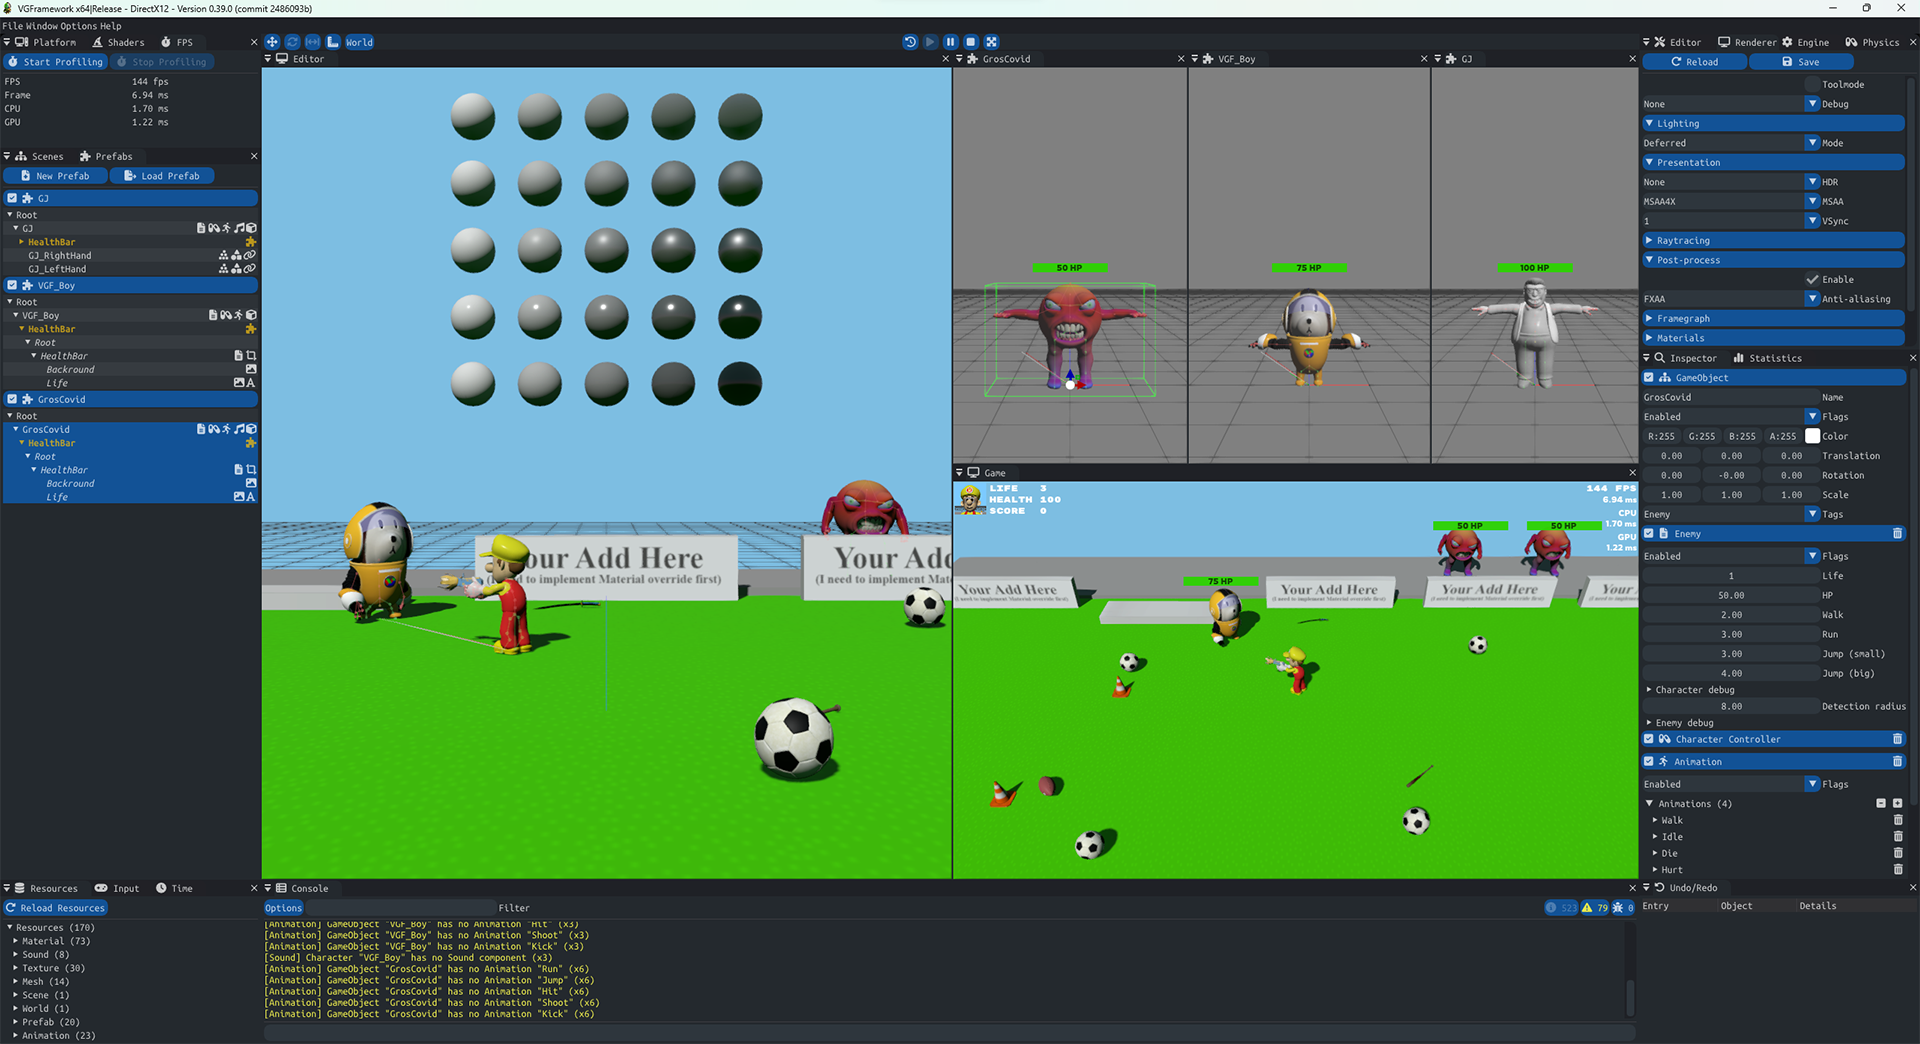 VGFramework x64|Release - DirectX12 - Version 0.39.0 (commit 2486093b)
File Window Options Help
Platform Shaders FPS
World
Start Profiling Stop Profiling
FPS 144 fps
Frame 6.94 ms
CPU 1.70 ms
GPU 1.22 ms
Scenes Prefabs
New Prefab Load Prefab
GJ
Root
GJ
HealthBar
GJ_RightHand
GJ_LeftHand
VGF_Boy
Root
VGF_Boy
HealthBar
Root
HealthBar
Backround
Life
GrosCovid
Root
GrosCovid
HealthBar
Root
HealthBar
Backround
Life
Editor
Your Add Here
(I need to implement Material override first)
Your Add
(I need to implement Mate
GrosCovid
50 HP
VGF_Boy
75 HP
GJ
100 HP
Game
LIFE 3
HEALTH 100
SCORE 0
144 FPS
6.94 ms
CPU
1.70 ms
GPU
1.22 ms
50 HP
50 HP
75 HP
Your Add Here
Your Add Here
(I need to implement Material override first)
Your Add Here
(I need to implement Material override first)
Your
Editor Renderer Engine Physics
Reload Save
Toolmode
None Debug
Lighting
Deferred Mode
Presentation
None HDR
MSAA4X MSAA
1 VSync
Raytracing
Post-process
Enable
FXAA Anti-aliasing
Framegraph
Materials
Inspector Statistics
GameObject
GrosCovid Name
Enabled Flags
R:255 G:255 B:255 A:255 Color
0.00 0.00 0.00 Translation
0.00 -0.00 0.00 Rotation
1.00 1.00 1.00 Scale
Enemy Tags
Enemy
Enabled Flags
1 Life
50.00 HP
2.00 Walk
3.00 Run
3.00 Jump (small)
4.00 Jump (big)
Character debug
8.00 Detection radius
Enemy debug
Character Controller
Animation
Enabled Flags
Animations (4)
Walk
Idle
Die
Hurt
Resources Input Time
Reload Resources
Resources (170)
Material (73)
Sound (8)
Texture (30)
Mesh (14)
Scene (1)
World (1)
Prefab (20)
Animation (23)
Console
Options Filter
523 79 0
[Animation] GameObject "VGF_Boy" has no Animation "Hit" (x3)
[Animation] GameObject "VGF_Boy" has no Animation "Shoot" (x3)
[Animation] GameObject "VGF_Boy" has no Animation "Kick" (x3)
[Sound] Character "VGF_Boy" has no Sound component (x3)
[Animation] GameObject "GrosCovid" has no Animation "Run" (x6)
[Animation] GameObject "GrosCovid" has no Animation "Jump" (x6)
[Animation] GameObject "GrosCovid" has no Animation "Hit" (x6)
[Animation] GameObject "GrosCovid" has no Animation "Shoot" (x6)
[Animation] GameObject "GrosCovid" has no Animation "Kick" (x6)
Undo/Redo
Entry Object Details